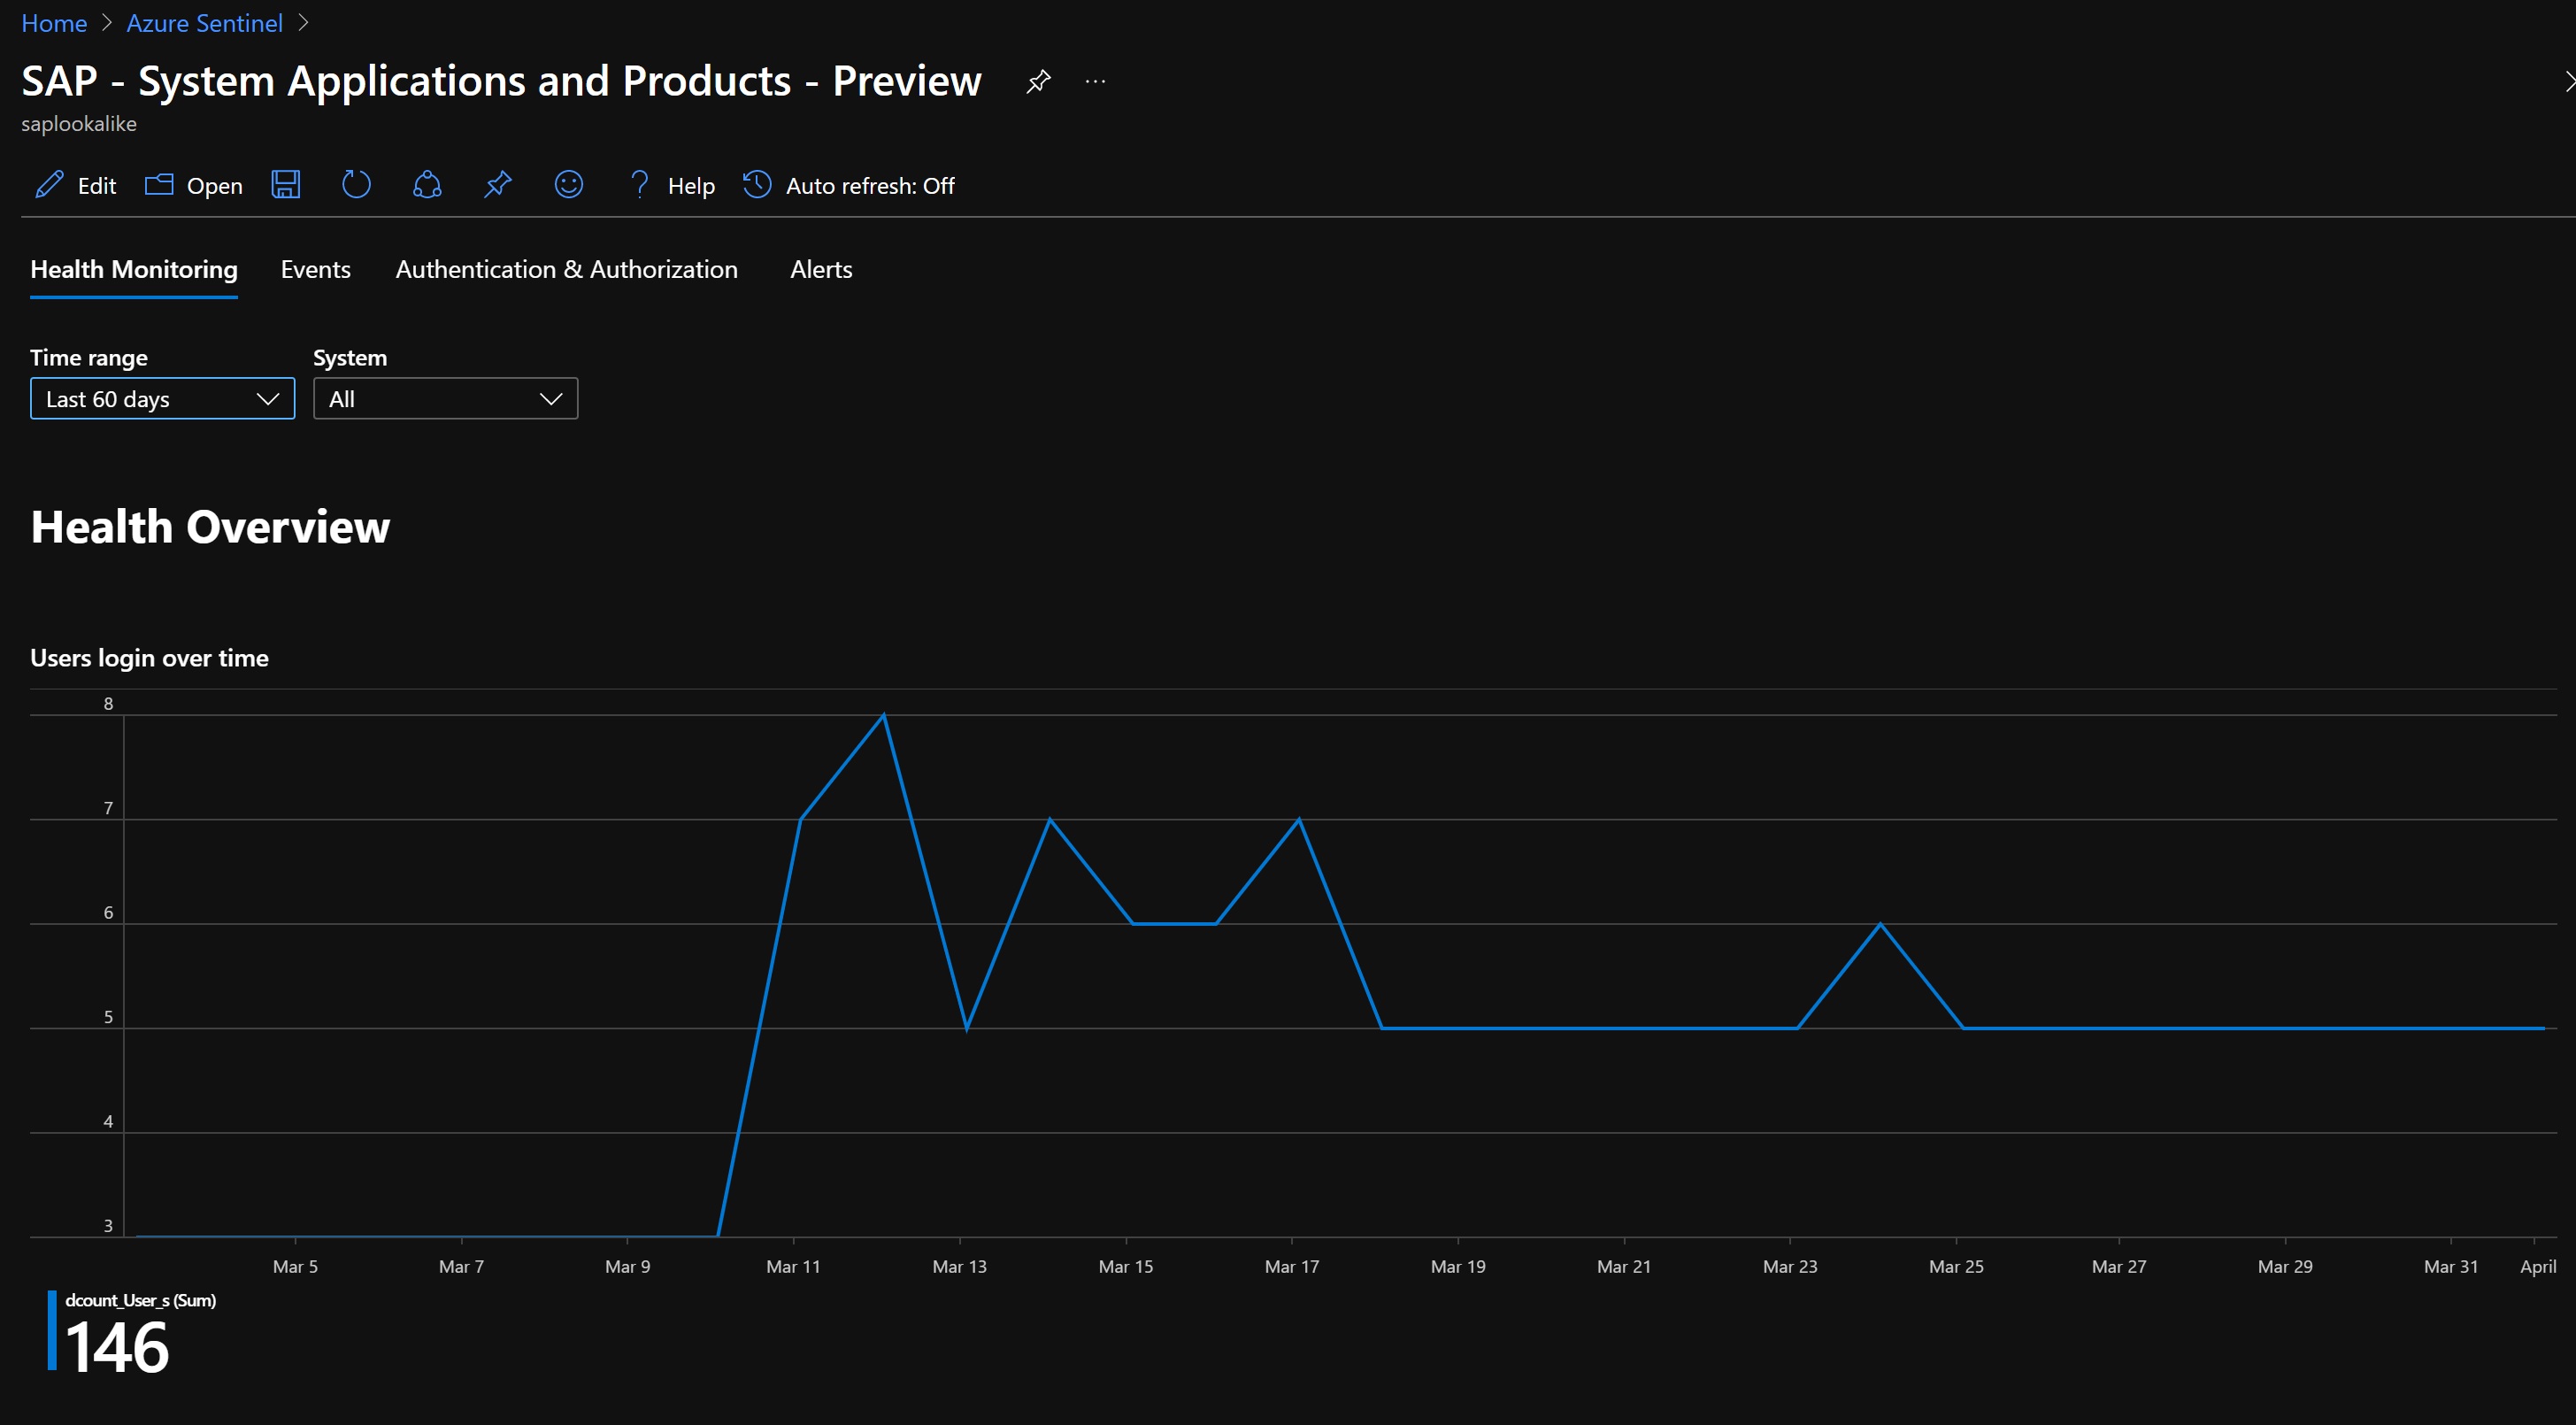 Home > Azure Sentinel >
SAP - System Applications and Products - Preview ...
saplookalike
Edit Open Help Auto refresh: Off
Health Monitoring Events Authentication & Authorization Alerts
Time range System
Last 60 days All
Health Overview
Users login over time
8
7
6
5
4
3
Mar 5 Mar 7 Mar 9 Mar 11 Mar 13 Mar 15 Mar 17 Mar 19 Mar 21 Mar 23 Mar 25 Mar 27 Mar 29 Mar 31 April
dcount_User_s (Sum)
146